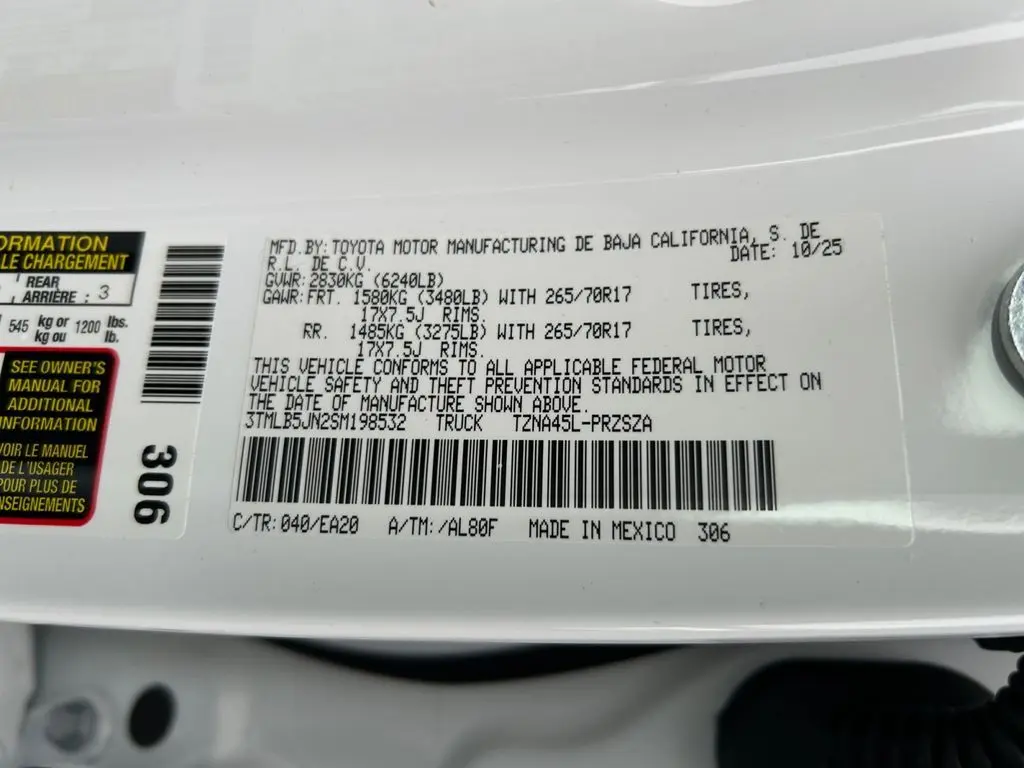 ORMATION
LE CHARGEMENT
REAR
ARRIÈRE : 3
545 kg or 1200 lbs.
kg ou lb.
SEE OWNER'S
MANUAL FOR
ADDITIONAL
INFORMATION
VOIR LE MANUEL
DE L'USAGER
POUR PLUS DE
NSEIGNEMENTS
306
MFD. BY: TOYOTA MOTOR MANUFACTURING DE BAJA CALIFORNIA, S. DE
R.L. DE C.V. DATE: 10/25
GVWR: 2830KG (6240LB)
GAWR: FRT. 1580KG (3480LB) WITH 265/70R17 TIRES,
17X7.5J RIMS.
RR. 1485KG (3275LB) WITH 265/70R17 TIRES,
17X7.5J RIMS.
THIS VEHICLE CONFORMS TO ALL APPLICABLE FEDERAL MOTOR
VEHICLE SAFETY AND THEFT PREVENTION STANDARDS IN EFFECT ON
THE DATE OF MANUFACTURE SHOWN ABOVE.
3TMLB5JN2SM198532 TRUCK TZNA45L-PRZSZA
C/TR: 040/EA20 A/TM: /AL80F MADE IN MEXICO 306